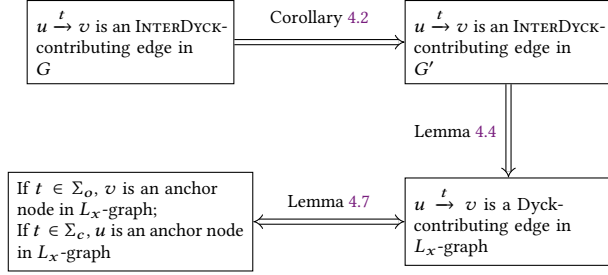 u →t v is an INTERDYCK-
contributing edge in
G
Corollary 4.2
u →t v is an INTERDYCK-
contributing edge in
G′
Lemma 4.4
If t ∈ Σo, v is an anchor
node in Lx-graph;
If t ∈ Σc, u is an anchor node
in Lx-graph
Lemma 4.7
u →t v is a Dyck-
contributing edge in
Lx-graph